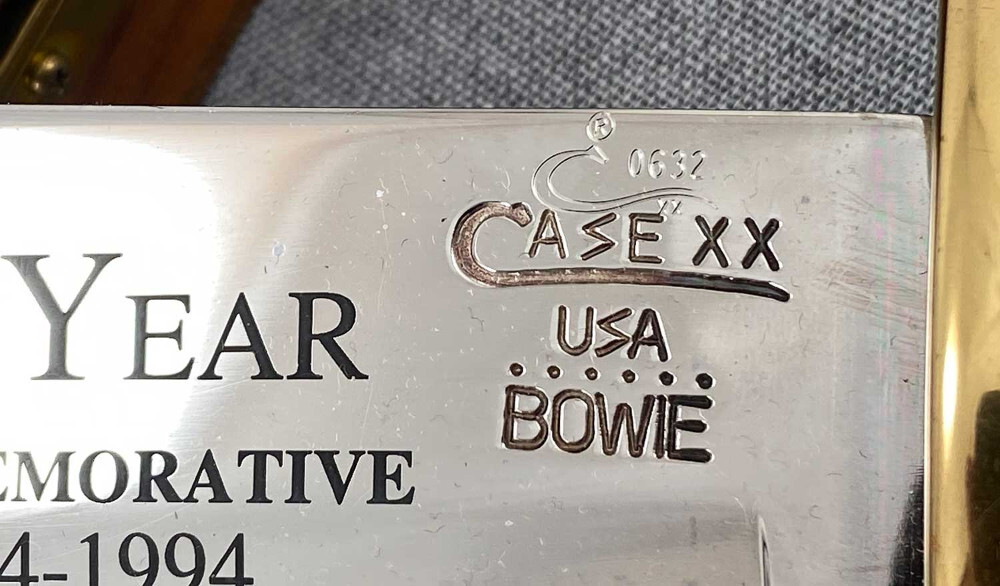 ® 0632
XX
CASE XX
USA
......
BOWIE
YEAR
EMORATIVE
4-1994